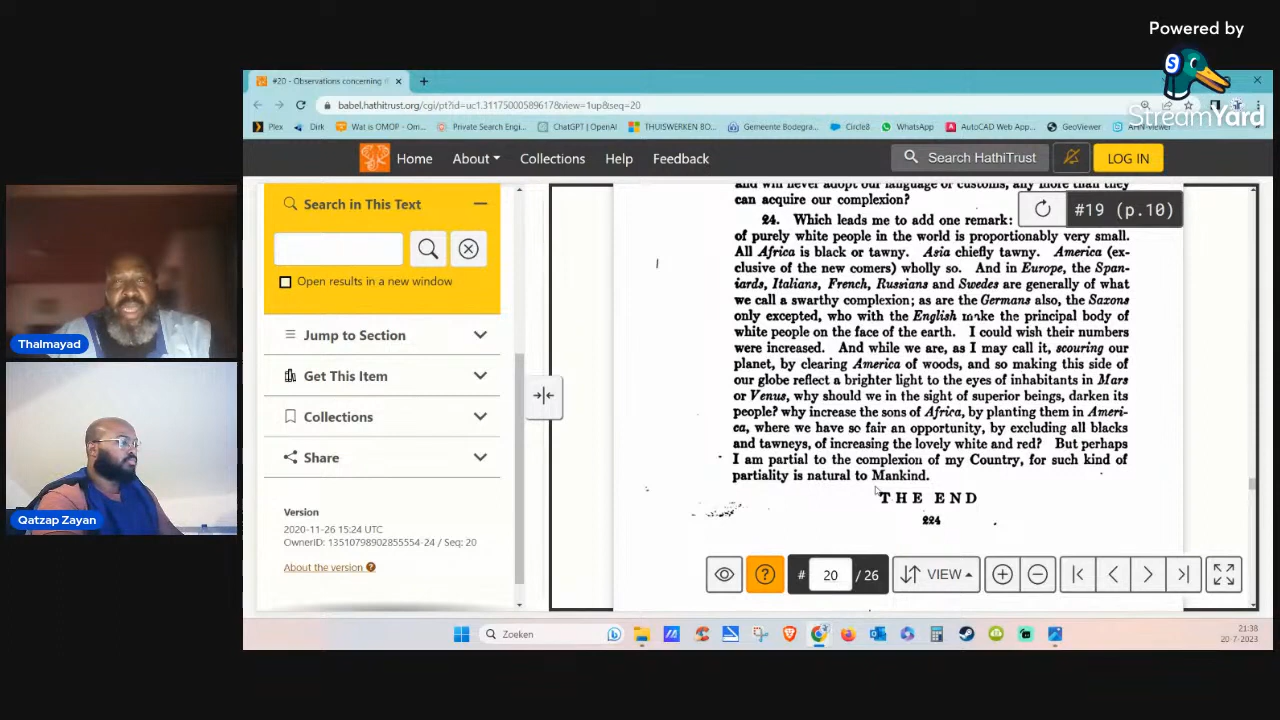 Powered by
StreamYard
#20 - Observations concerning
babel.hathitrust.org/cgi/pt?id=uc1.31175000589617&view=1up&seq=20
Plex
Dirk
Wat is OMOP - Om...
Private Search Engi...
ChatGPT | OpenAI
THUISWERKEN BO...
Gemeente Bodegra...
Circle8
WhatsApp
AutoCAD Web App...
GeoViewer
AHN-Viewer
Home
About
Collections
Help
Feedback
Search HathiTrust
LOG IN
Search in This Text
Open results in a new window
Jump to Section
Get This Item
Collections
Share
Version
2020-11-26 15:24 UTC
OwnerID: 13510798902855554-24 / Seq: 20
About the version
#19 (p.10)
and will never adopt our language or customs, any more than they
can acquire our complexion?
24. Which leads me to add one remark:
of purely white people in the world is proportionably very small.
All Africa is black or tawny. Asia chiefly tawny. America (ex-
clusive of the new comers) wholly so. And in Europe, the Span-
iards, Italians, French, Russians and Swedes are generally of what
we call a swarthy complexion; as are the Germans also, the Saxons
only excepted, who with the English make the principal body of
white people on the face of the earth. I could wish their numbers
were increased. And while we are, as I may call it, scouring our
planet, by clearing America of woods, and so making this side of
our globe reflect a brighter light to the eyes of inhabitants in Mars
or Venus, why should we in the sight of superior beings, darken its
people? why increase the sons of Africa, by planting them in Ameri-
ca, where we have so fair an opportunity, by excluding all blacks
and tawneys, of increasing the lovely white and red? But perhaps
I am partial to the complexion of my Country, for such kind of
partiality is natural to Mankind.
THE END
224
# 20 / 26
VIEW
Thalmayad
Qatzap Zayan
Zoeken
21:38
20-7-2023